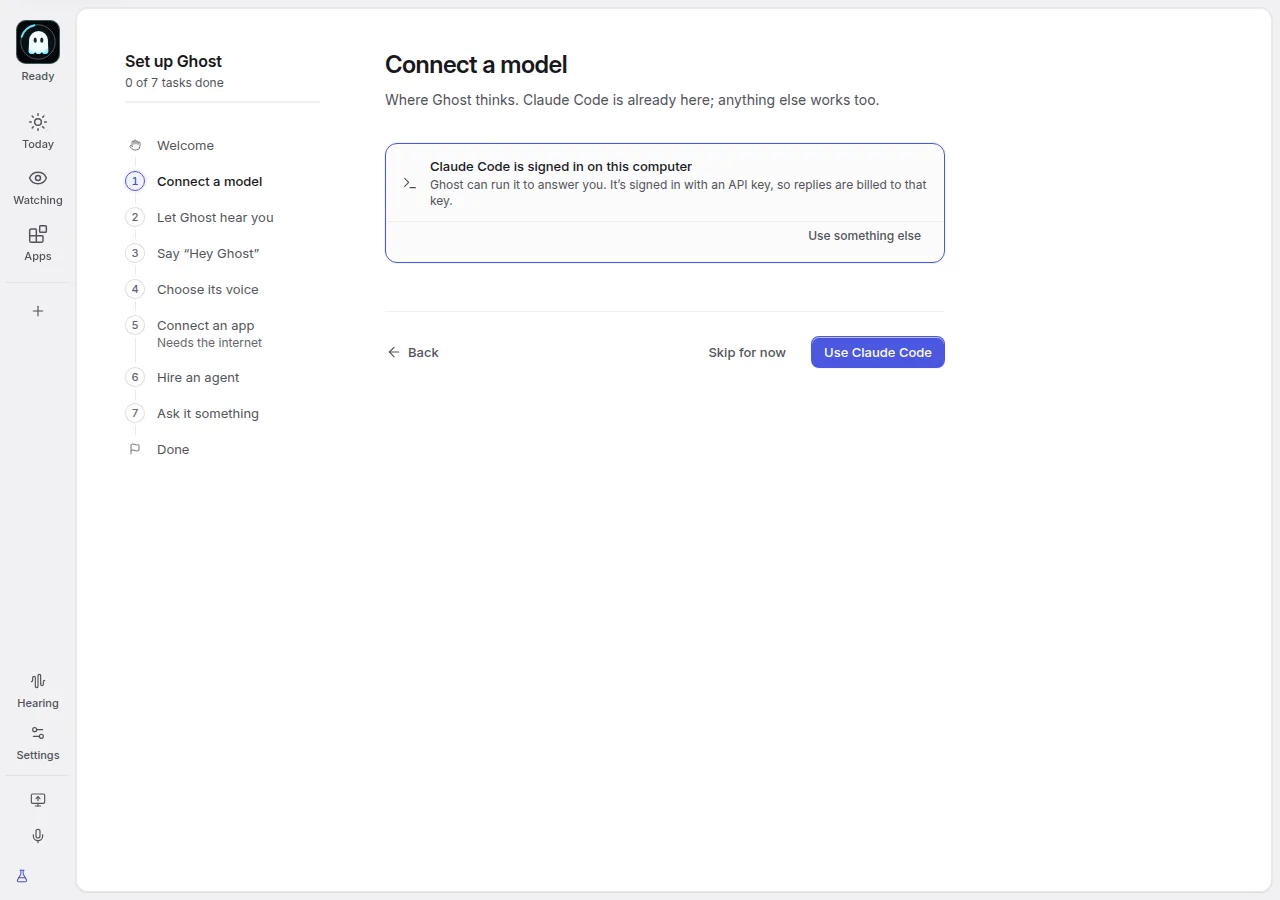 Ready
Today
Watching
Apps
Hearing
Settings
Set up Ghost
0 of 7 tasks done
Welcome
1 Connect a model
2 Let Ghost hear you
3 Say “Hey Ghost”
4 Choose its voice
5 Connect an app
Needs the internet
6 Hire an agent
7 Ask it something
Done
Connect a model
Where Ghost thinks. Claude Code is already here; anything else works too.
Claude Code is signed in on this computer
Ghost can run it to answer you. It’s signed in with an API key, so replies are billed to that
key.
Use something else
Back
Skip for now
Use Claude Code